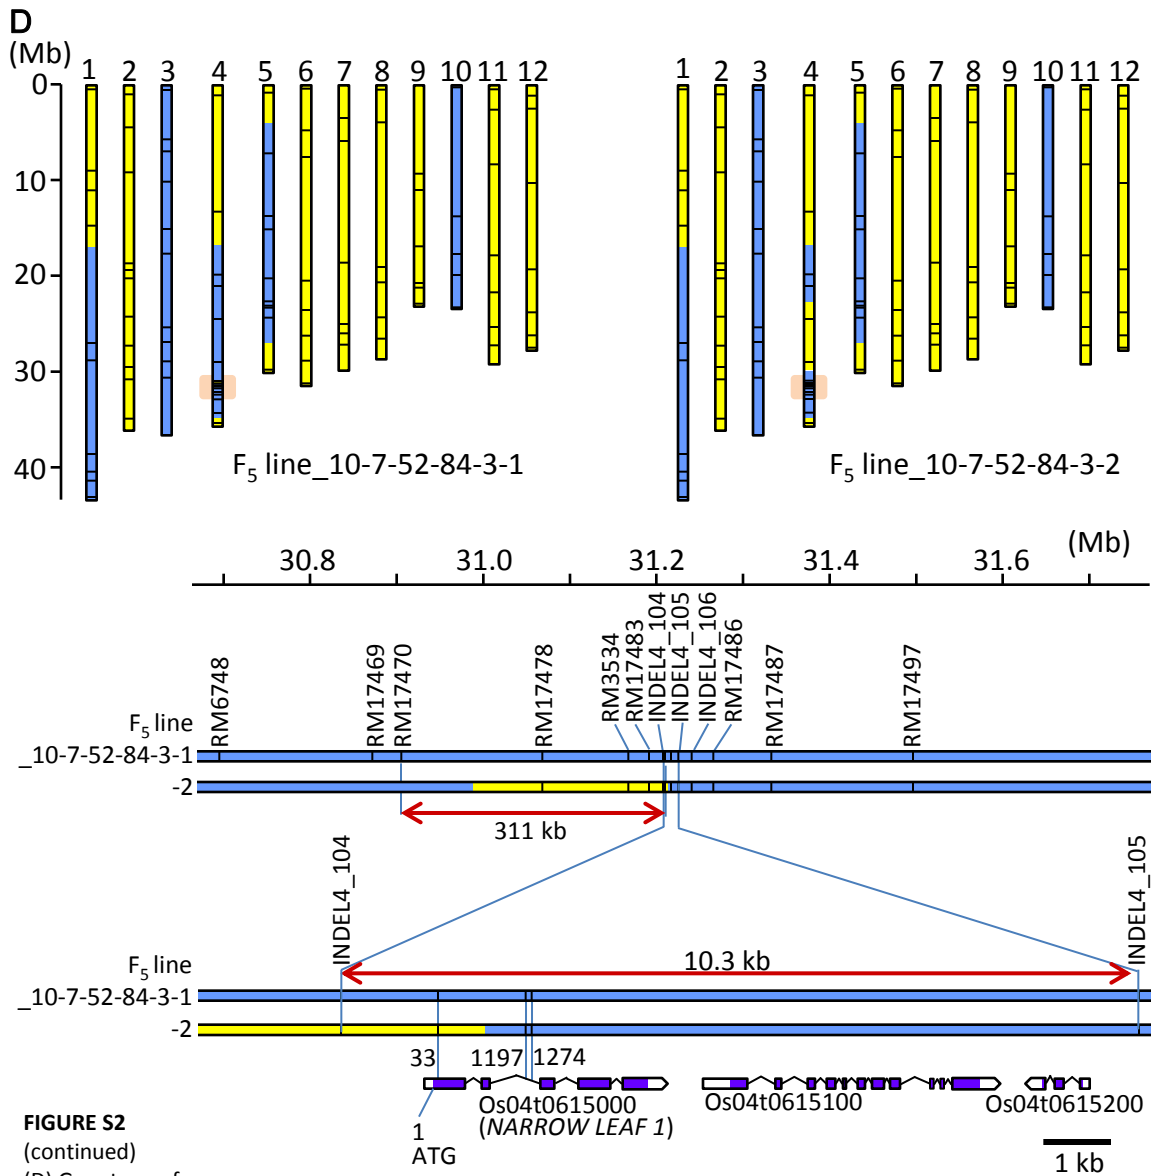 D
(Mb)
1 2 3 4 5 6 7 8 9 10 11 12
1 2 3 4 5 6 7 8 9 10 11 12
0
10
20
30
40
F5 line_10-7-52-84-3-1
F5 line_10-7-52-84-3-2
(Mb)
30.8 31.0 31.2 31.4 31.6
RM6748
RM17469
RM17470
RM17478
RM3534
RM17483
INDEL4_104
INDEL4_105
INDEL4_106
RM17486
RM17487
RM17497
F5 line
_10-7-52-84-3-1
-2
311 kb
INDEL4_104
INDEL4_105
10.3 kb
F5 line
_10-7-52-84-3-1
-2
33 1197 1274
Os04t0615000
(NARROW LEAF 1)
Os04t0615100
Os04t0615200
1
ATG
1 kb
FIGURE S2
(continued)